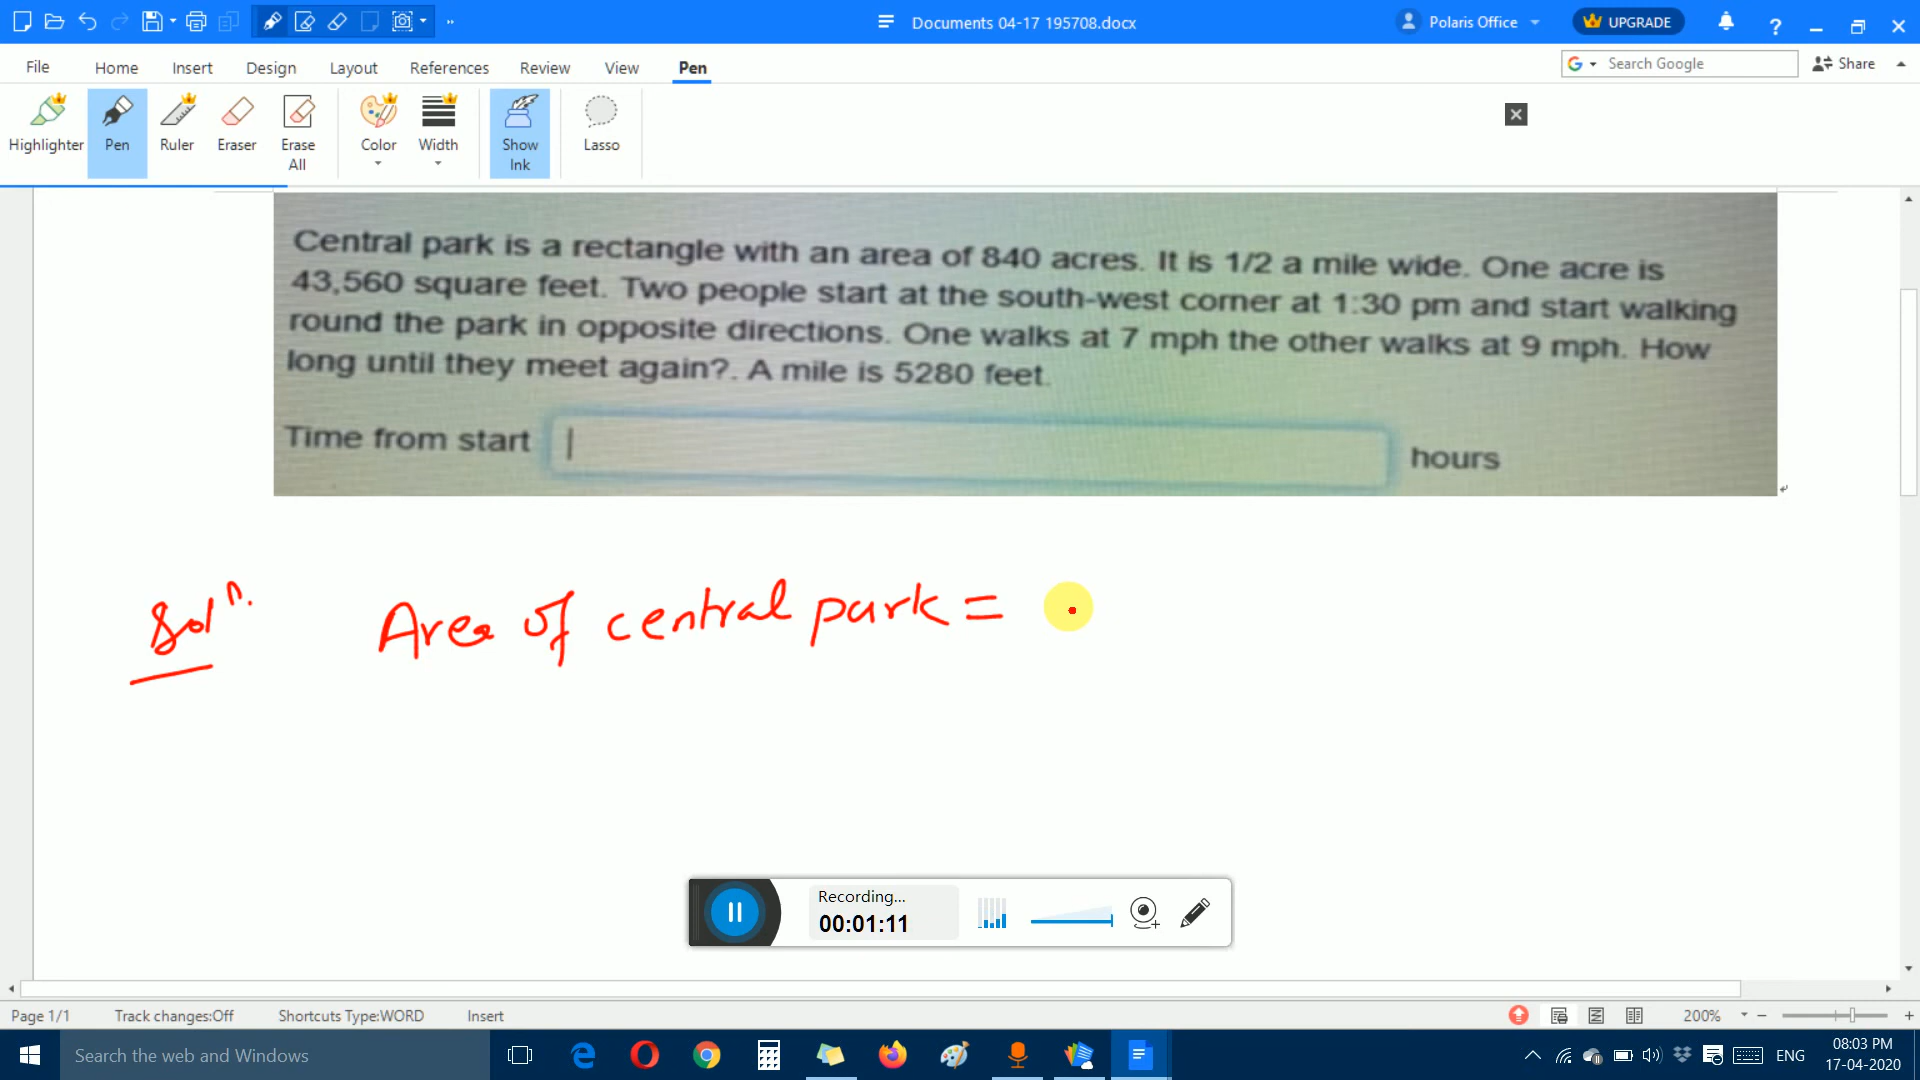 Documents 04-17 195708.docx
Polaris Office
UPGRADE
?
File Home Insert Design Layout References Review View Pen
G Search Google
Share
Highlighter Pen Ruler Eraser Erase All Color Width Show Ink Lasso
Central park is a rectangle with an area of 840 acres. It is 1/2 a mile wide. One acre is
43,560 square feet. Two people start at the south-west corner at 1:30 pm and start walking
round the park in opposite directions. One walks at 7 mph the other walks at 9 mph. How
long until they meet again?. A mile is 5280 feet.
Time from start hours
Solⁿ. Area of central park =
Recording...
00:01:11
Page 1/1 Track changes:Off Shortcuts Type:WORD Insert 200%
Search the web and Windows
ENG
08:03 PM
17-04-2020